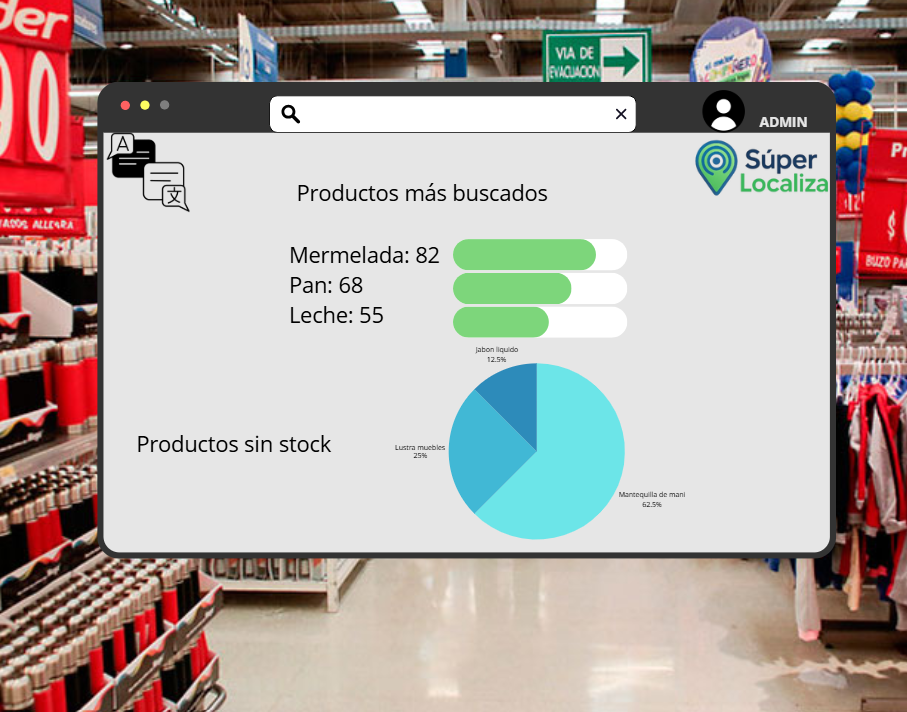 der
90
VIA DE
EVACUACION
ADMIN
A
文
Súper
Localiza
Productos más buscados
Mermelada: 82
Pan: 68
Leche: 55
Jabon liquido
12.5%
Lustra muebles
25%
Productos sin stock
Mantequilla de mani
62.5%
$
BUZO